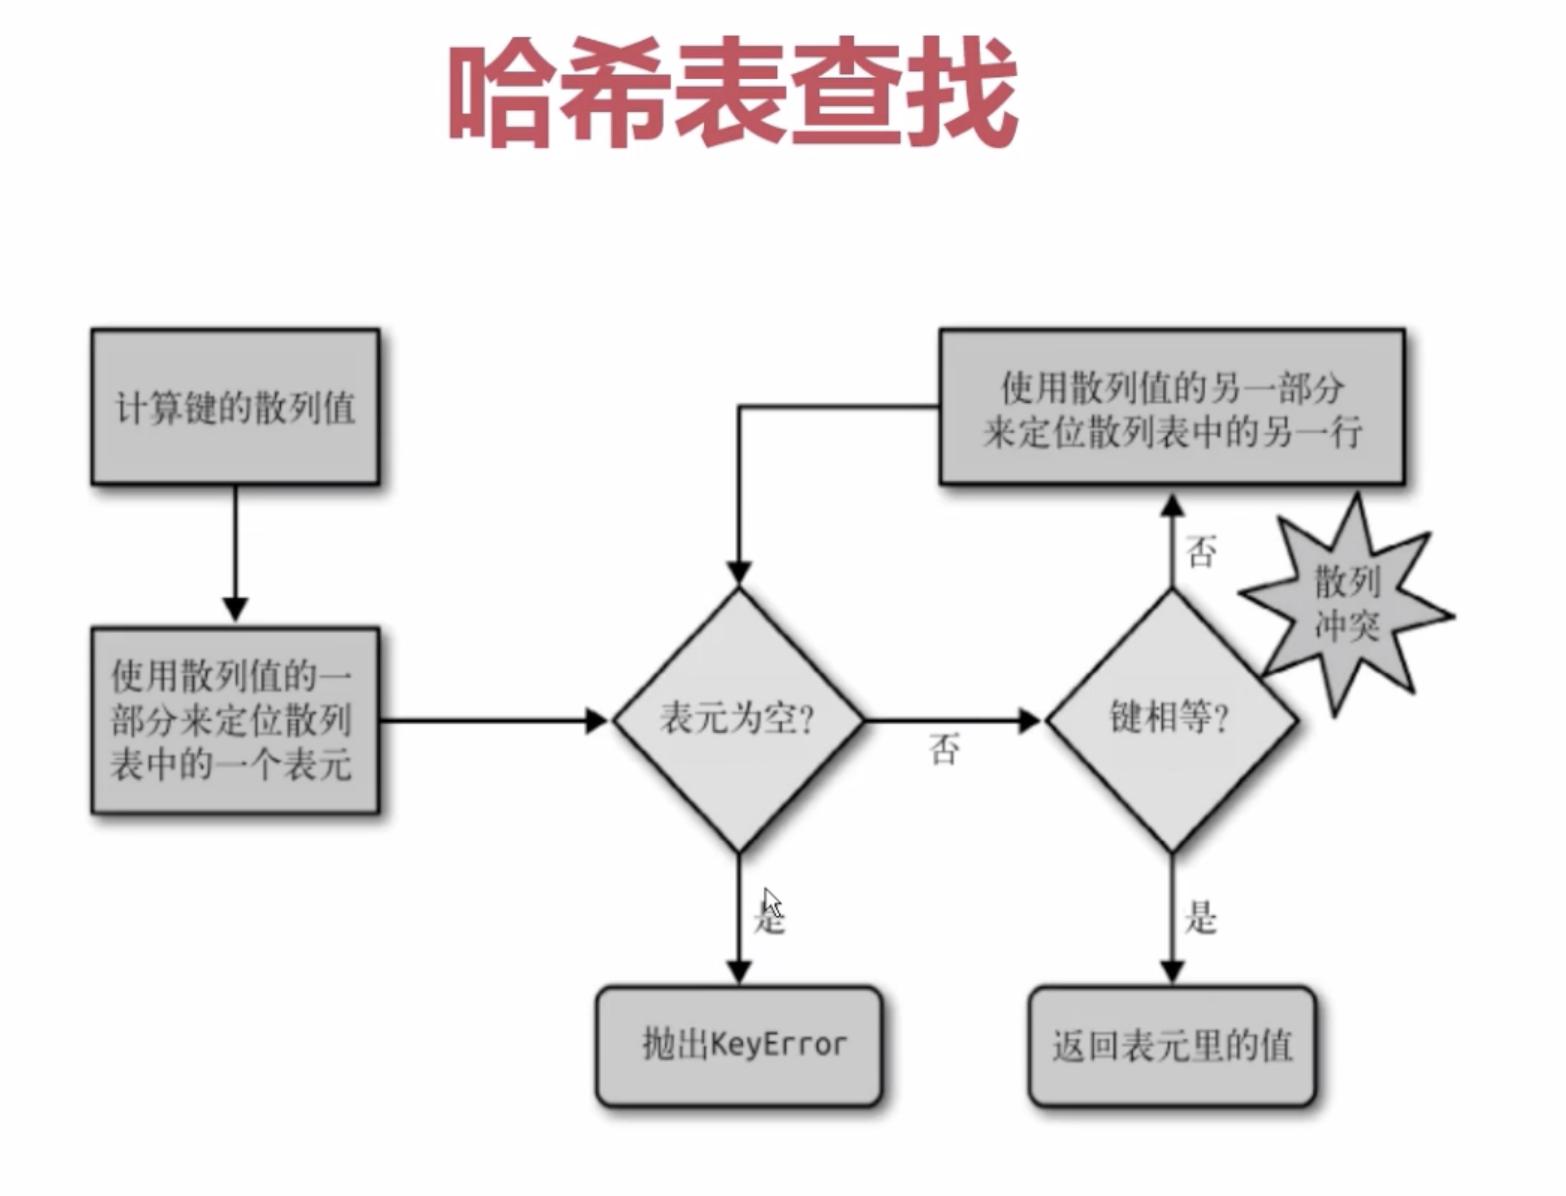 哈希表查找
计算键的散列值
使用散列值的一
部分来定位散列
表中的一个表元
表元为空？
否
键相等？
否
散列
冲突
使用散列值的另一部分
来定位散列表中的另一行
是
抛出KeyError
是
返回表元里的值